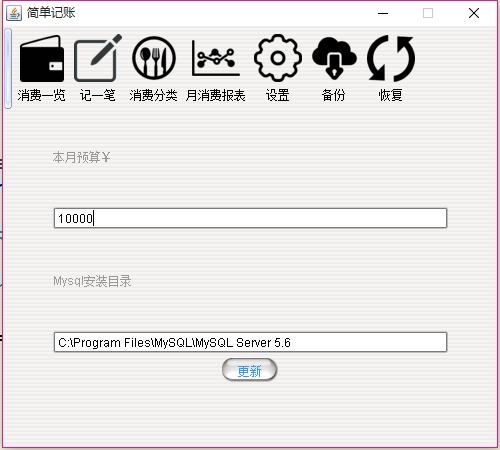 简单记账
消费一览 记一笔 消费分类 月消费报表 设置 备份 恢复
本月预算￥
10000
Mysql安装目录
C:\Program Files\MySQL\MySQL Server 5.6
更新